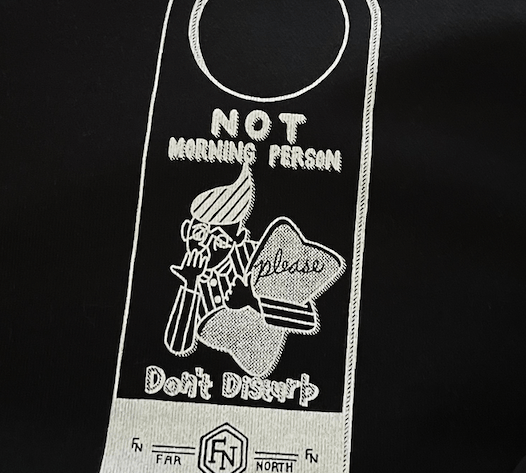 NOT
MORNING PERSON
please
Don't Disturb
FN FAR FN NORTH FN